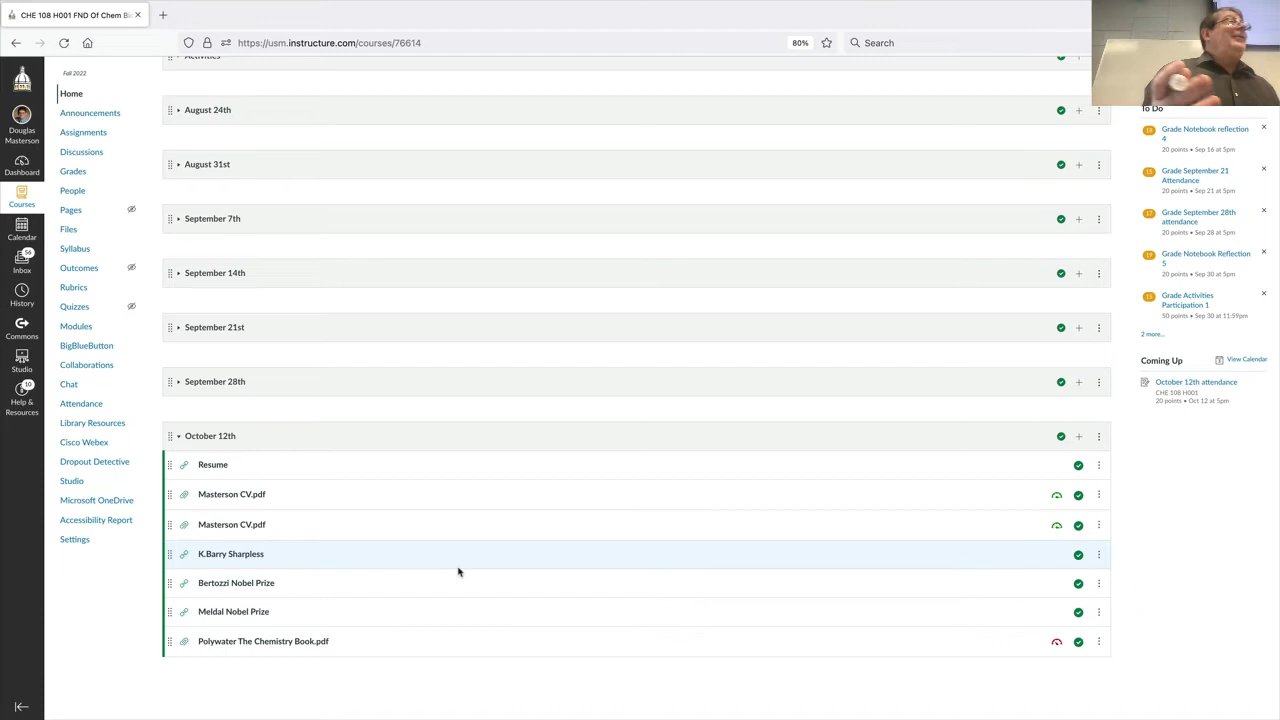 CHE 108 H001 FND Of Chem Bi
https://usm.instructure.com/courses/76614
80%
Search
Douglas Masterson
Dashboard
Courses
Calendar
56
Inbox
History
Commons
Studio
10
Help & Resources
Fall 2022
Home
Announcements
Assignments
Discussions
Grades
People
Pages
Files
Syllabus
Outcomes
Rubrics
Quizzes
Modules
BigBlueButton
Collaborations
Chat
Attendance
Library Resources
Cisco Webex
Dropout Detective
Studio
Microsoft OneDrive
Accessibility Report
Settings
Activities
August 24th
August 31st
September 7th
September 14th
September 21st
September 28th
October 12th
Resume
Masterson CV.pdf
Masterson CV.pdf
K.Barry Sharpless
Bertozzi Nobel Prize
Meldal Nobel Prize
Polywater The Chemistry Book.pdf
To Do
Grade Notebook reflection
4
20 points • Sep 16 at 5pm
Grade September 21
Attendance
20 points • Sep 21 at 5pm
17
Grade September 28th
attendance
20 points • Sep 28 at 5pm
19
Grade Notebook Reflection
5
20 points • Sep 30 at 5pm
Grade Activities
Participation 1
50 points • Sep 30 at 11:59pm
2 more...
Coming Up
View Calendar
October 12th attendance
CHE 108 H001
20 points • Oct 12 at 5pm